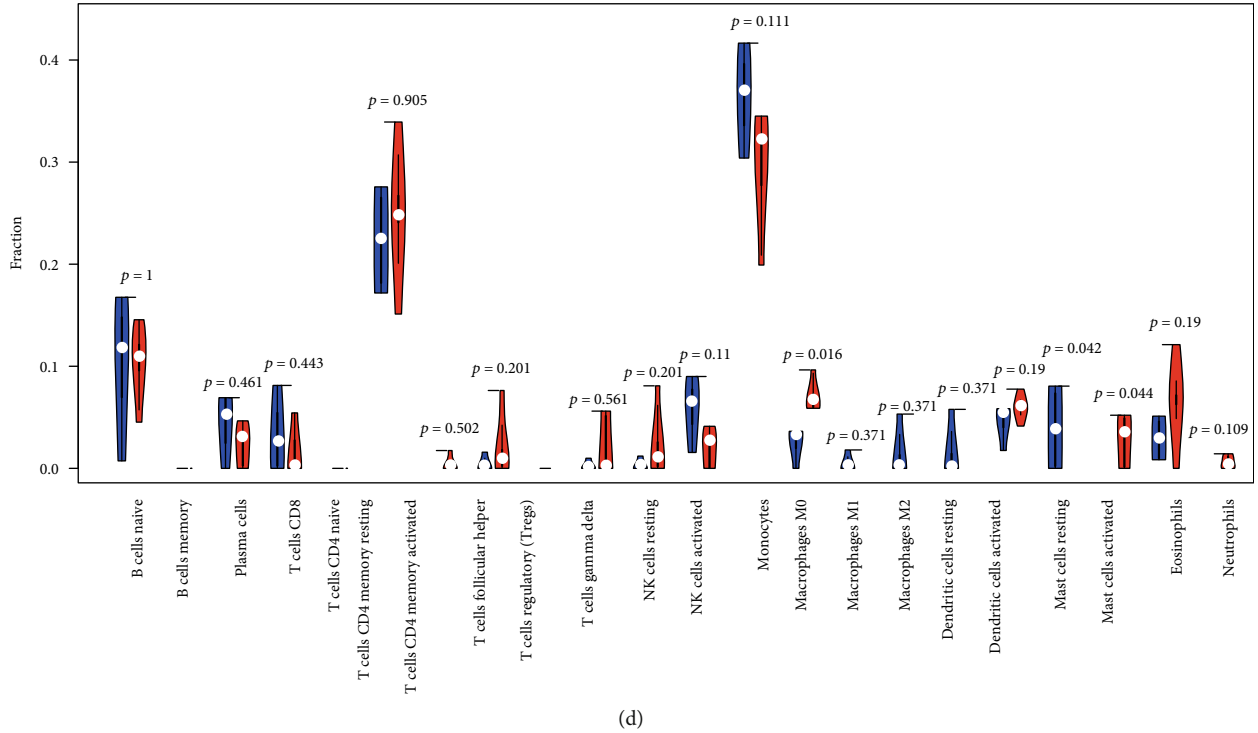 Fraction
0.4
0.3
0.2
0.1
0.0
p = 1
p = 0.461
p = 0.443
p = 0.905
p = 0.502
p = 0.201
p = 0.561
p = 0.201
p = 0.11
p = 0.111
p = 0.016
p = 0.371
p = 0.371
p = 0.371
p = 0.19
p = 0.042
p = 0.044
p = 0.19
p = 0.109
B cells naive
B cells memory
Plasma cells
T cells CD8
T cells CD4 naive
T cells CD4 memory resting
T cells CD4 memory activated
T cells follicular helper
T cells regulatory (Tregs)
T cells gamma delta
NK cells resting
NK cells activated
Monocytes
Macrophages M0
Macrophages M1
Macrophages M2
Dendritic cells resting
Dendritic cells activated
Mast cells resting
Mast cells activated
Eosinophils
Neutrophils
(d)